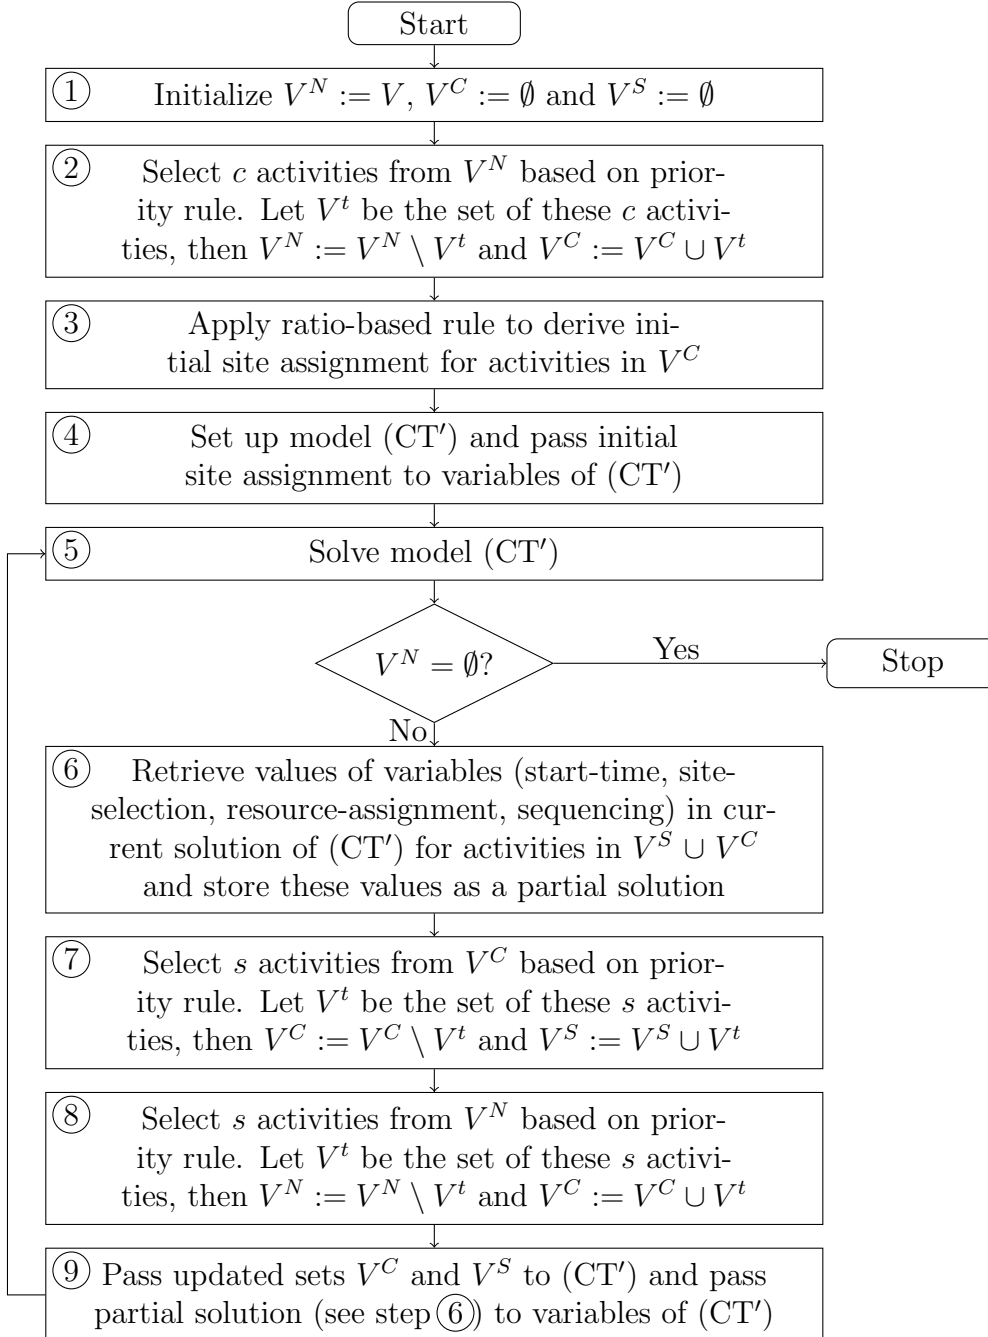 Start
① Initialize V^N := V, V^C := ∅ and V^S := ∅
② Select c activities from V^N based on prior-
ity rule. Let V^t be the set of these c activi-
ties, then V^N := V^N \ V^t and V^C := V^C ∪ V^t
③ Apply ratio-based rule to derive ini-
tial site assignment for activities in V^C
④ Set up model (CT′) and pass initial
site assignment to variables of (CT′)
⑤ Solve model (CT′)
V^N = ∅?
Yes
Stop
No
⑥ Retrieve values of variables (start-time, site-
selection, resource-assignment, sequencing) in cur-
rent solution of (CT′) for activities in V^S ∪ V^C
and store these values as a partial solution
⑦ Select s activities from V^C based on prior-
ity rule. Let V^t be the set of these s activi-
ties, then V^C := V^C \ V^t and V^S := V^S ∪ V^t
⑧ Select s activities from V^N based on prior-
ity rule. Let V^t be the set of these s activi-
ties, then V^N := V^N \ V^t and V^C := V^C ∪ V^t
⑨ Pass updated sets V^C and V^S to (CT′) and pass
partial solution (see step ⑥) to variables of (CT′)